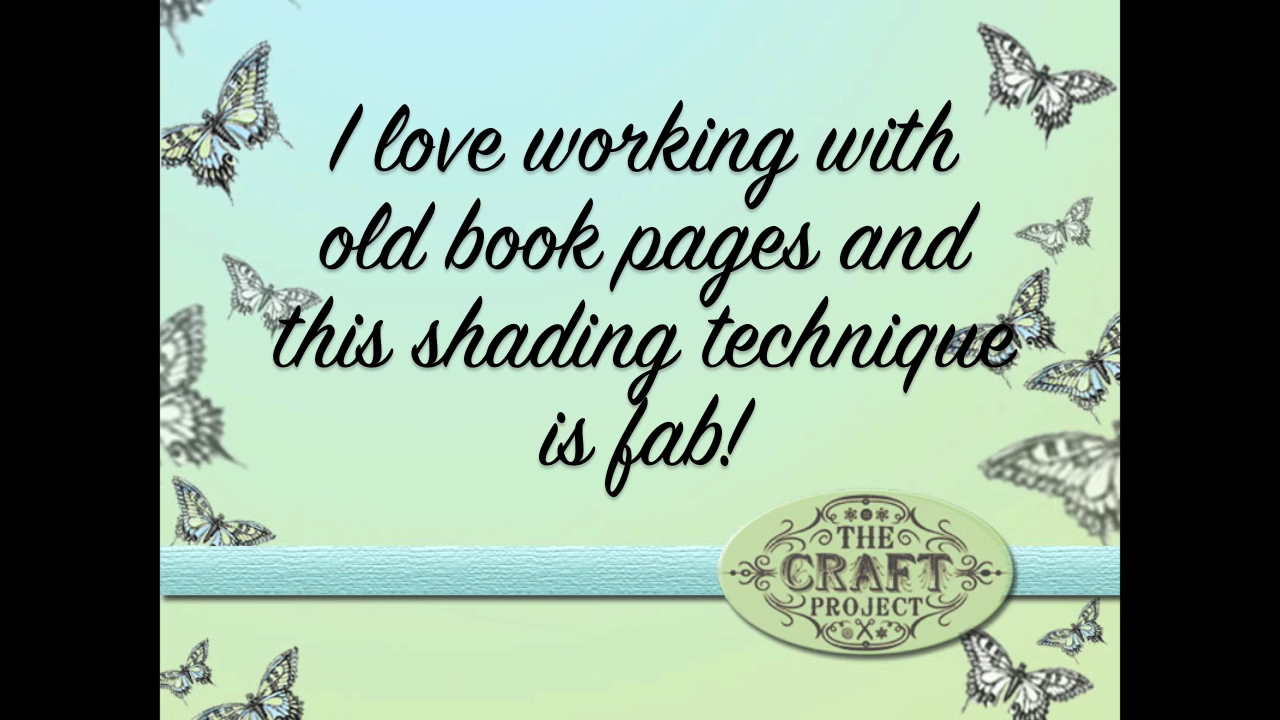 I love working with
old book pages and
this shading technique
is fab!
THE
CRAFT
PROJECT